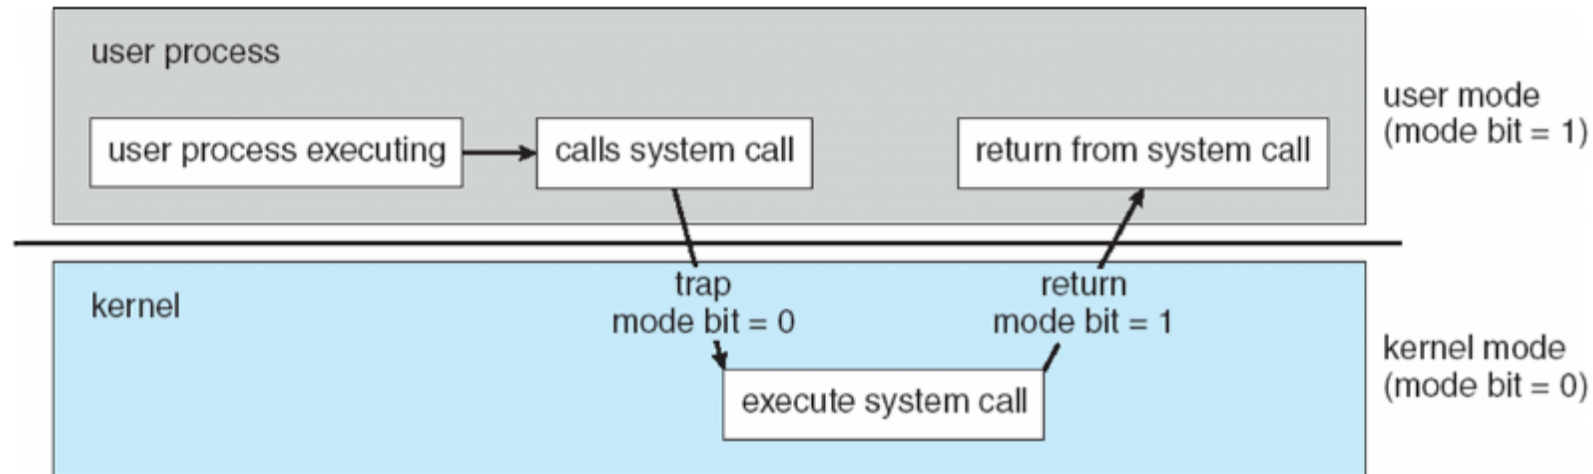 user process
user process executing
calls system call
return from system call
user mode
(mode bit = 1)
kernel
trap
mode bit = 0
return
mode bit = 1
execute system call
kernel mode
(mode bit = 0)